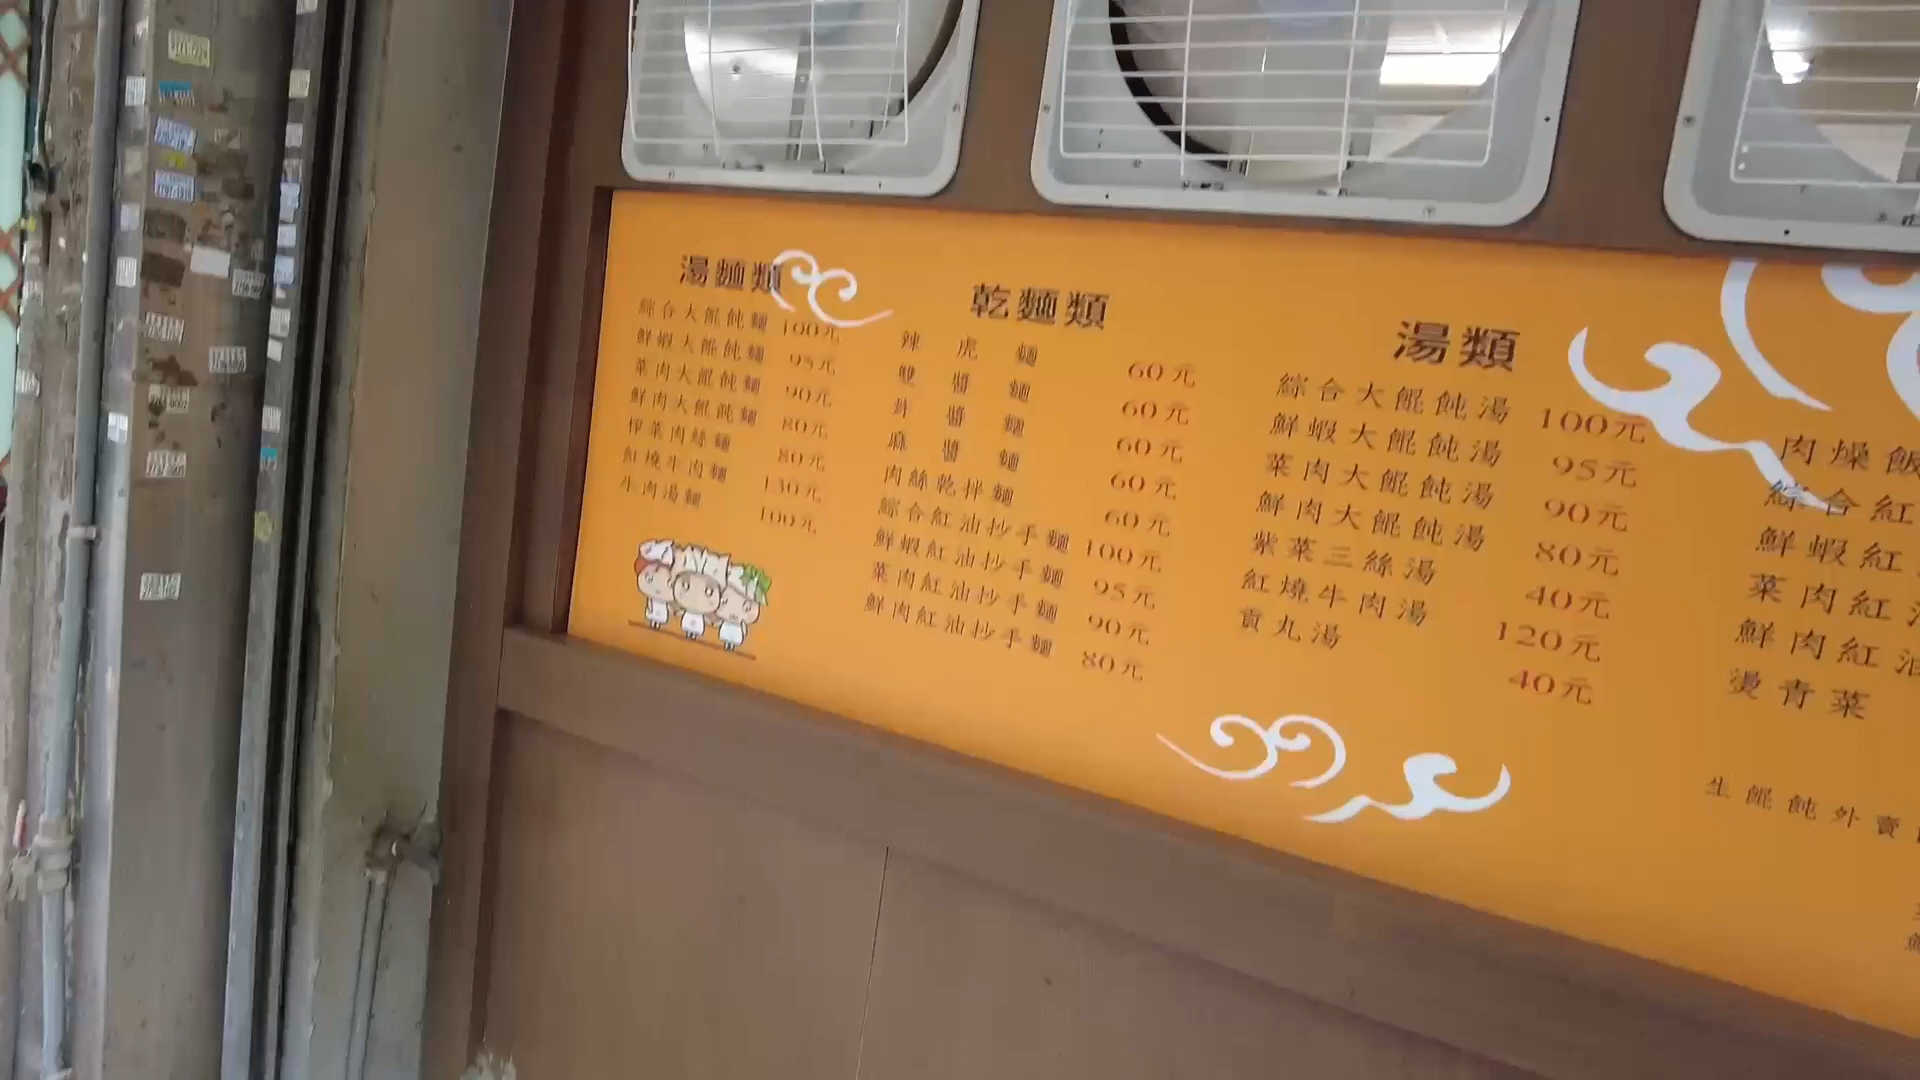 湯麵類
綜合大餛飩麵 100元
鮮蝦大餛飩麵 95元
菜肉大餛飩麵 90元
鮮肉大餛飩麵 80元
榨菜肉絲麵 80元
紅燒牛肉麵 130元
牛肉湯麵 100元
乾麵類
辣虎麵 60元
雙醬麵 60元
炸醬麵 60元
麻醬麵 60元
肉絲乾拌麵 60元
綜合紅油抄手麵 100元
鮮蝦紅油抄手麵 95元
菜肉紅油抄手麵 90元
鮮肉紅油抄手麵 80元
湯類
綜合大餛飩湯 100元
鮮蝦大餛飩湯 95元
菜肉大餛飩湯 90元
鮮肉大餛飩湯 80元
紫菜三絲湯 40元
紅燒牛肉湯 120元
貢丸湯 40元
肉燥飯
綜合紅
鮮蝦紅
菜肉紅
鮮肉紅油
燙青菜
生餛飩外賣